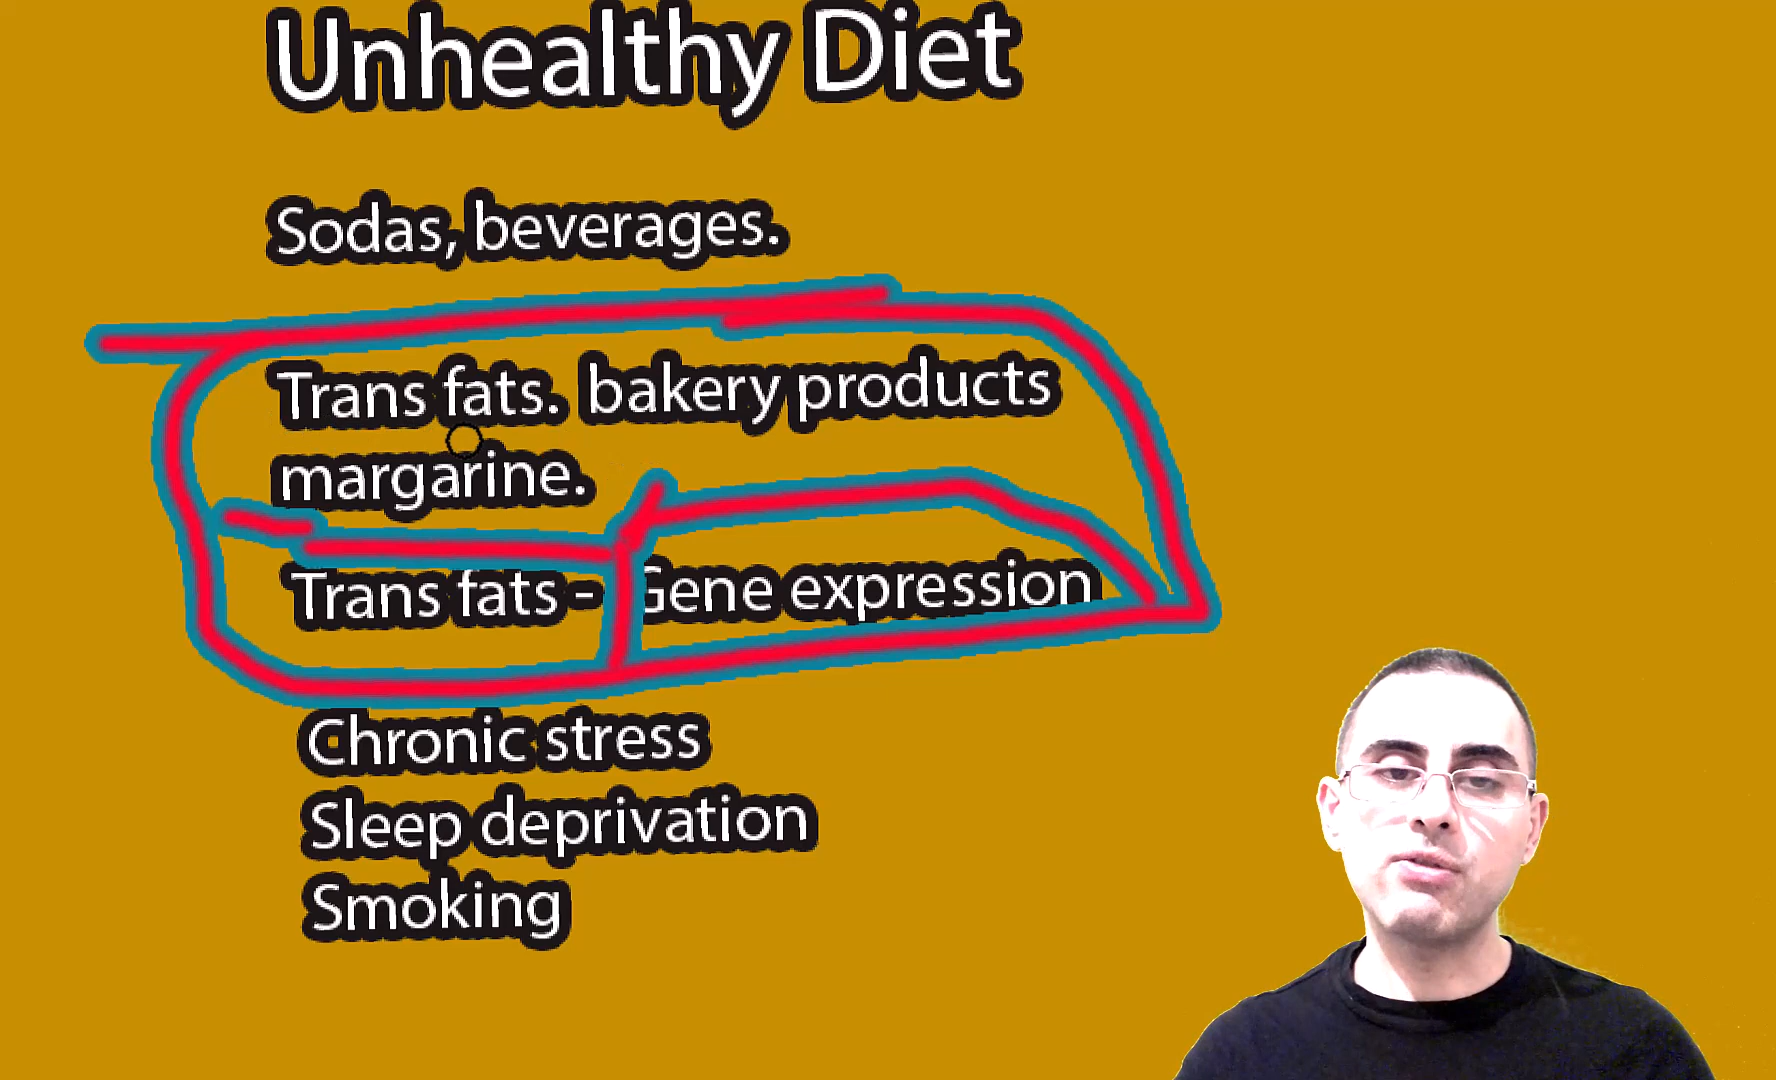 Unhealthy Diet
Sodas, beverages.
Trans fats. bakery products
margarine.
Trans fats - Gene expression
Chronic stress
Sleep deprivation
Smoking